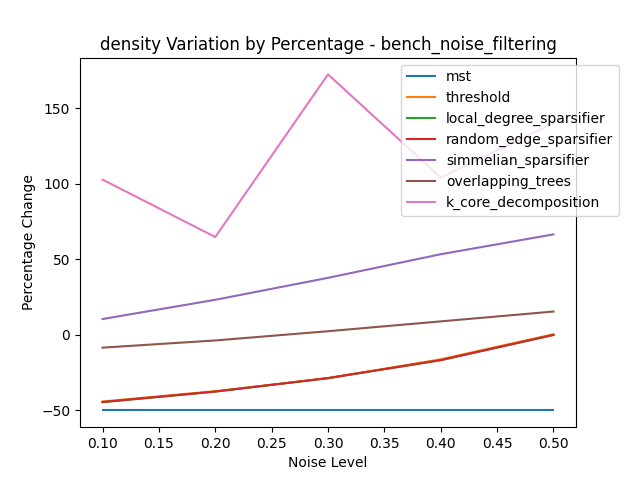 density Variation by Percentage - bench_noise_filtering
mst
threshold
local_degree_sparsifier
random_edge_sparsifier
simmelian_sparsifier
overlapping_trees
k_core_decomposition
Percentage Change
150
100
50
0
−50
0.10
0.15
0.20
0.25
0.30
0.35
0.40
0.45
0.50
Noise Level